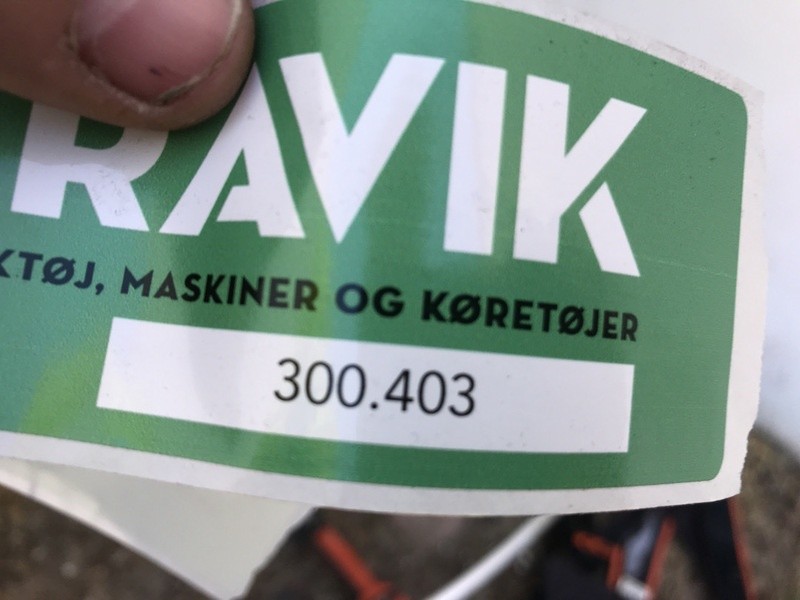 RAVIK
KTØJ, MASKINER OG KØRETØJER
300.403